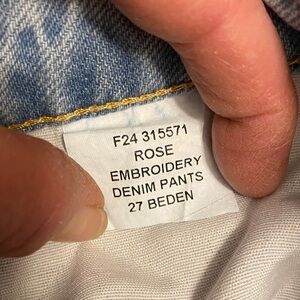 F24 315571
ROSE
EMBROIDERY
DENIM PANTS
27 BEDEN